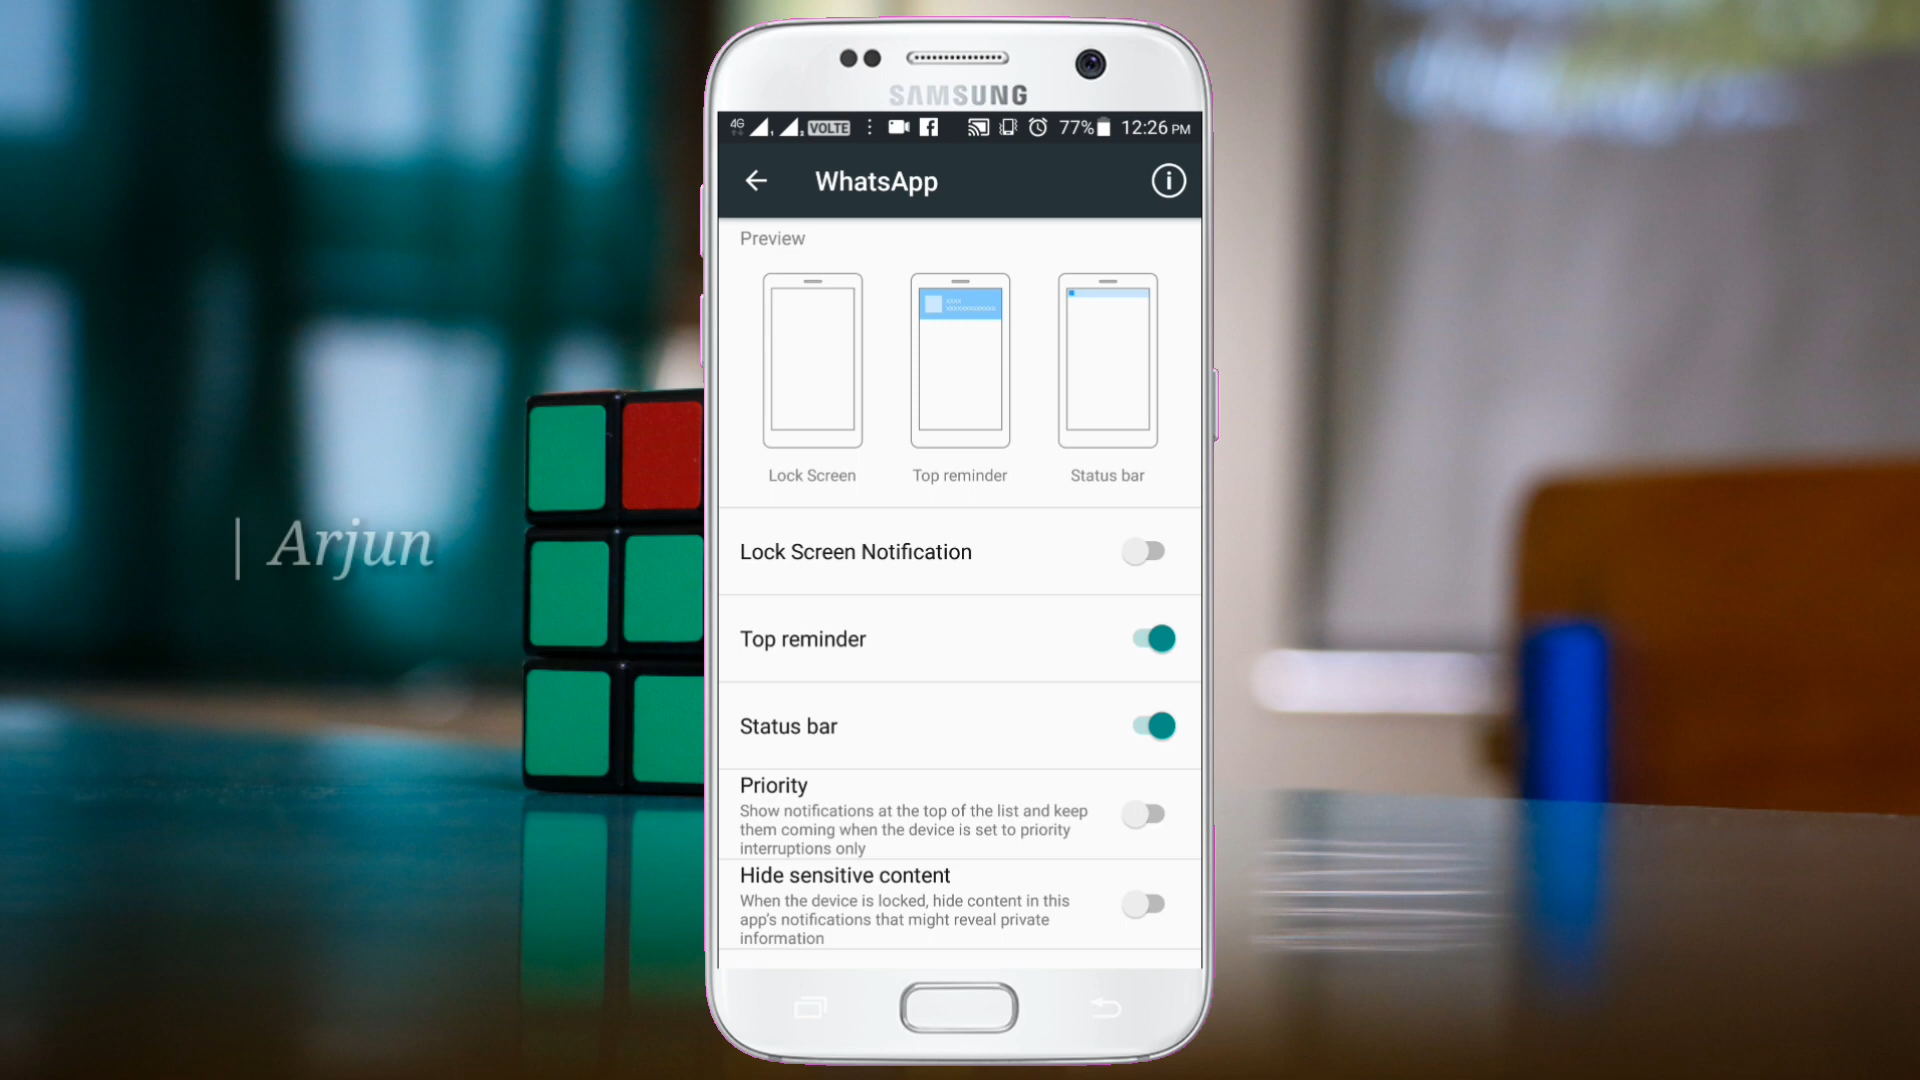 SAMSUNG
4G 1 2 VOLTE 77% 12:26 PM
WhatsApp
Preview
xxxx
Lock Screen
Top reminder
Status bar
| Arjun
Lock Screen Notification
Top reminder
Status bar
Priority
Show notifications at the top of the list and keep
them coming when the device is set to priority
interruptions only
Hide sensitive content
When the device is locked, hide content in this
app's notifications that might reveal private
information